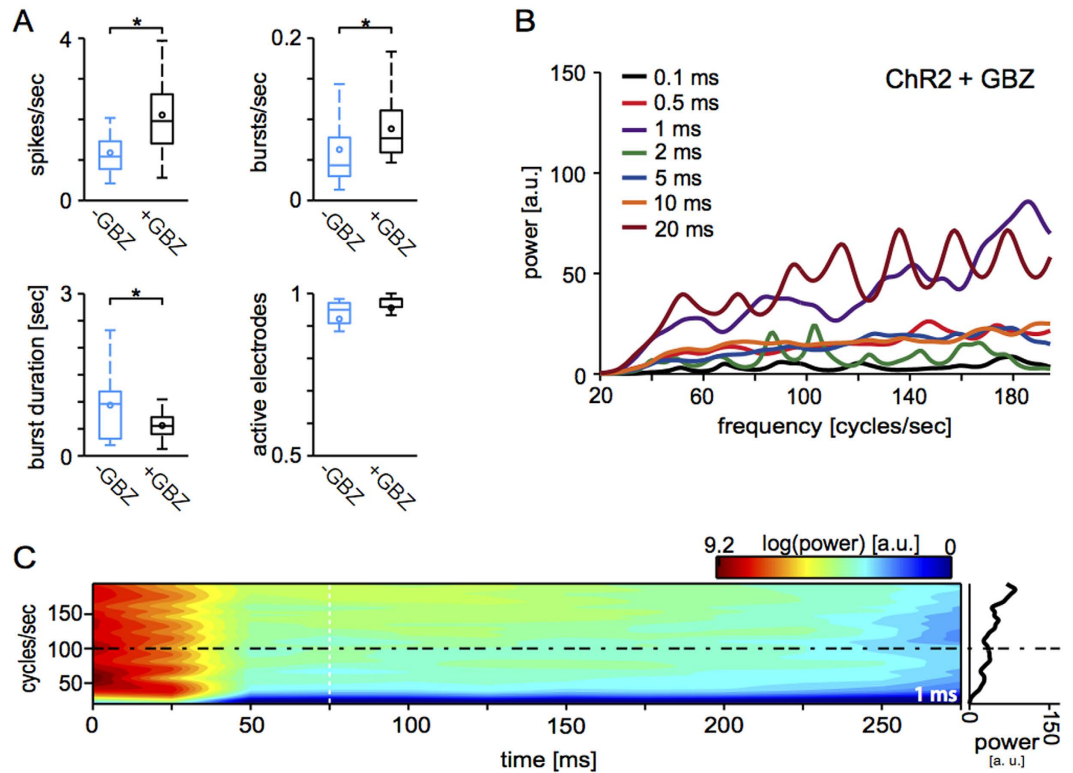 A
4
spikes/sec
0
*
-GBZ
+GBZ
0.2
bursts/sec
0
*
-GBZ
+GBZ
3
burst duration [sec]
0
*
-GBZ
+GBZ
1
active electrodes
0.5
-GBZ
+GBZ
B
150
100
50
0
power [a.u.]
0.1 ms
0.5 ms
1 ms
2 ms
5 ms
10 ms
20 ms
ChR2 + GBZ
20 60 100 140 180
frequency [cycles/sec]
C
9.2 log(power) [a.u.] 0
150
100
50
cycles/sec
1 ms
0 50 100 150 200 250
time [ms]
0 150
power
[a. u.]